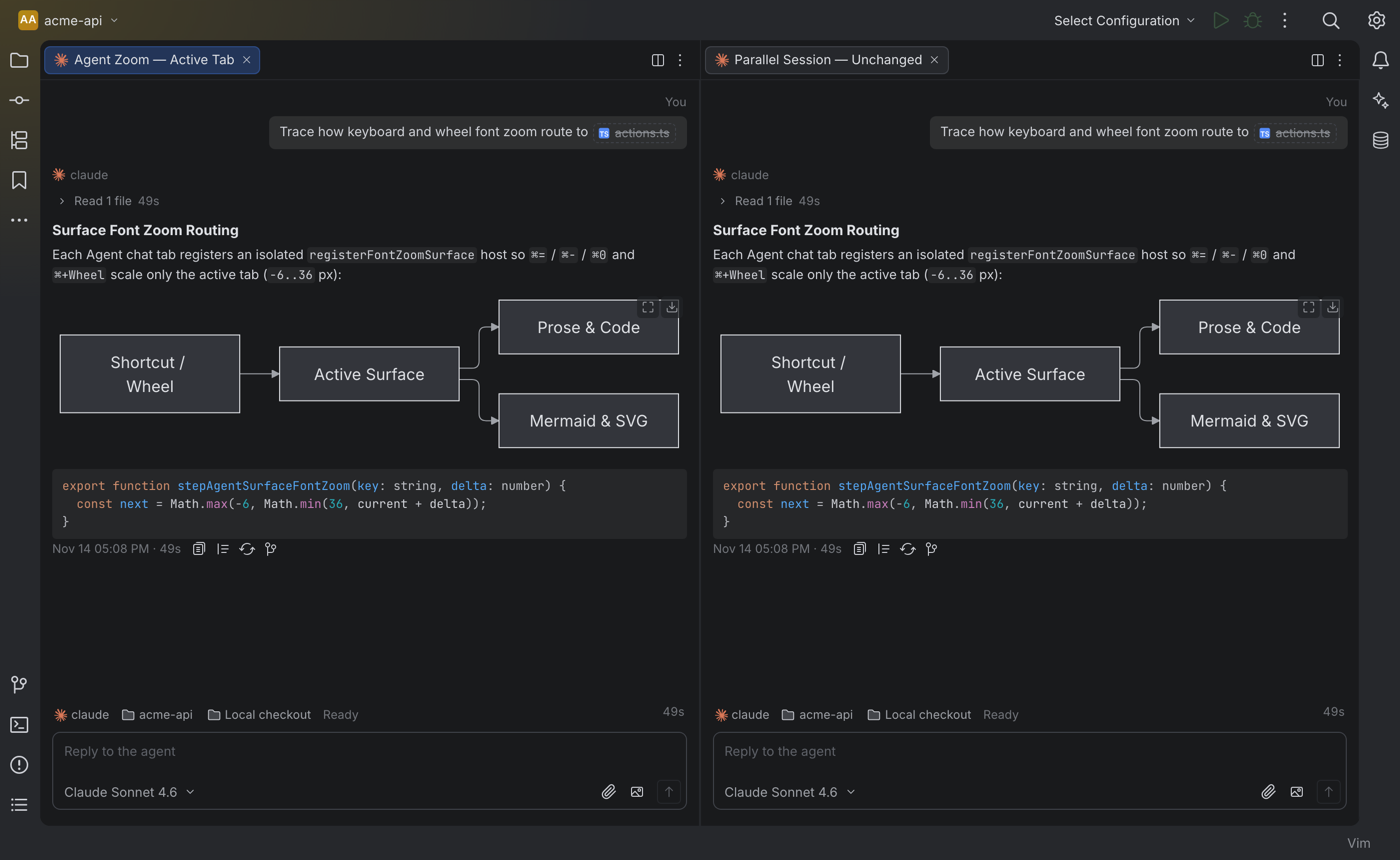 AA acme-api
Select Configuration
Agent Zoom — Active Tab
You
Trace how keyboard and wheel font zoom route to TS actions.ts
claude
Read 1 file 49s
Surface Font Zoom Routing
Each Agent chat tab registers an isolated registerFontZoomSurface host so ⌘= / ⌘- / ⌘0 and
⌘+Wheel scale only the active tab (-6..36 px):
Shortcut /
Wheel
Active Surface
Prose & Code
Mermaid & SVG
export function stepAgentSurfaceFontZoom(key: string, delta: number) {
const next = Math.max(-6, Math.min(36, current + delta));
}
Nov 14 05:08 PM · 49s
claude acme-api Local checkout Ready 49s
Reply to the agent
Claude Sonnet 4.6
Parallel Session — Unchanged
You
Trace how keyboard and wheel font zoom route to TS actions.ts
claude
Read 1 file 49s
Surface Font Zoom Routing
Each Agent chat tab registers an isolated registerFontZoomSurface host so ⌘= / ⌘- / ⌘0 and
⌘+Wheel scale only the active tab (-6..36 px):
Shortcut /
Wheel
Active Surface
Prose & Code
Mermaid & SVG
export function stepAgentSurfaceFontZoom(key: string, delta: number) {
const next = Math.max(-6, Math.min(36, current + delta));
}
Nov 14 05:08 PM · 49s
claude acme-api Local checkout Ready 49s
Reply to the agent
Claude Sonnet 4.6
Vim